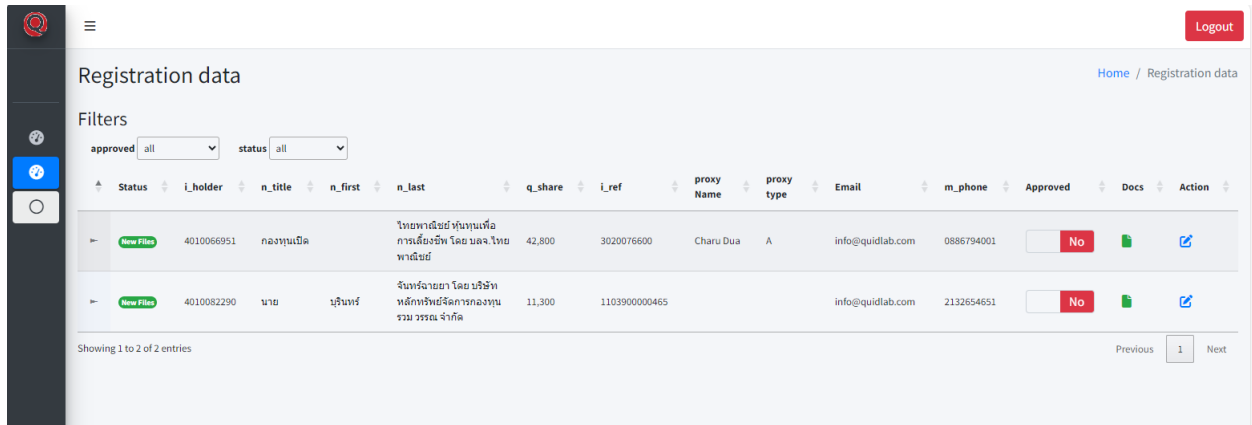 Logout
Registration data
Home / Registration data
Filters
approved all status all
Status i_holder n_title n_first n_last q_share i_ref proxy Name proxy type Email m_phone Approved Docs Action
New Files 4010066951 กองทุนเปิด ไทยพาณิชย์ หุ้นทุนเพื่อ 42,800 3020076600 Charu Dua A info@quidlab.com 0886794001 No
การเลี้ยงชีพ โดย บลจ.ไทย
พาณิชย์
New Files 4010082290 นาย บุรินทร์ จันทร์ฉายยา โดย บริษัท 11,300 1103900000465 info@quidlab.com 2132654651 No
หลักทรัพย์จัดการกองทุน
รวม วรรณ จำกัด
Showing 1 to 2 of 2 entries
Previous 1 Next